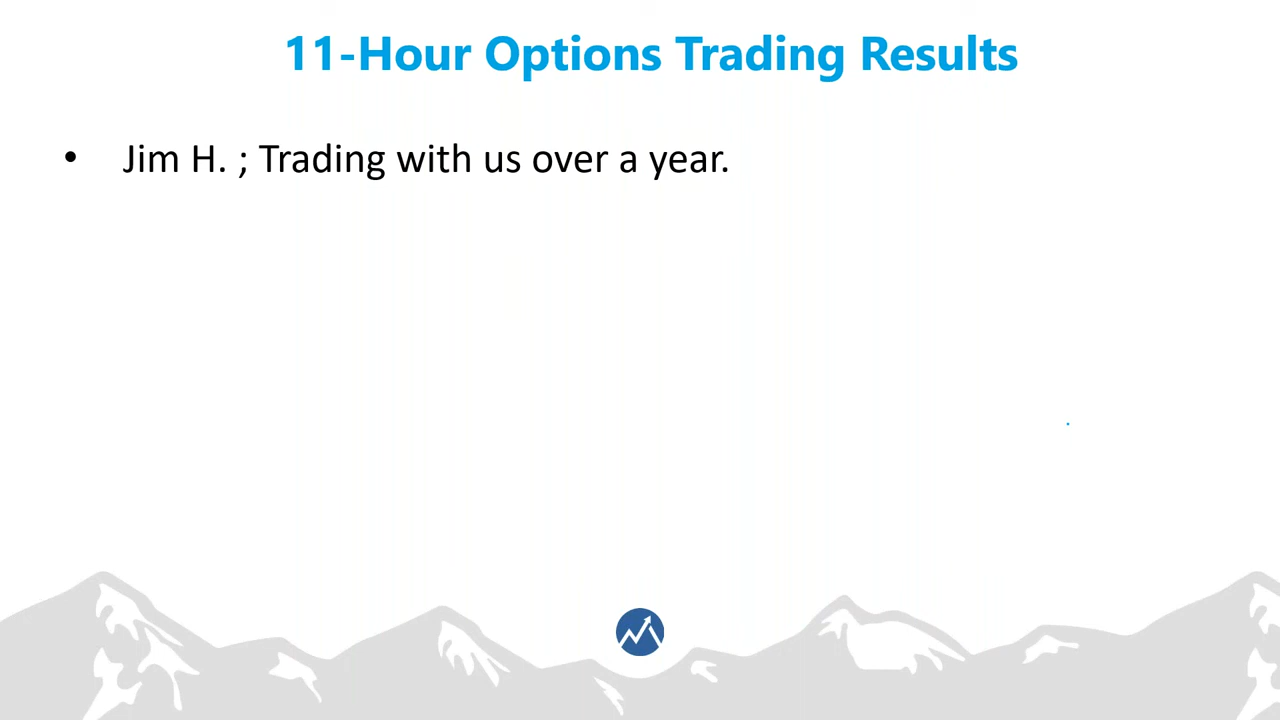 11-Hour Options Trading Results
• Jim H. ; Trading with us over a year.